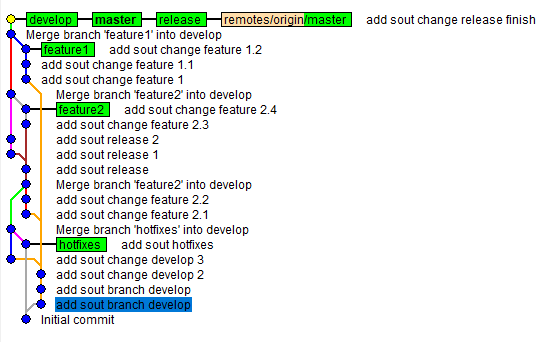 develop master release remotes/origin/master add sout change release finish
Merge branch 'feature1' into develop
feature1 add sout change feature 1.2
add sout change feature 1.1
add sout change feature 1
Merge branch 'feature2' into develop
feature2 add sout change feature 2.4
add sout change feature 2.3
add sout release 2
add sout release 1
add sout release
Merge branch 'feature2' into develop
add sout change feature 2.2
add sout change feature 2.1
Merge branch 'hotfixes' into develop
hotfixes add sout hotfixes
add sout change develop 3
add sout change develop 2
add sout branch develop
add sout branch develop
Initial commit